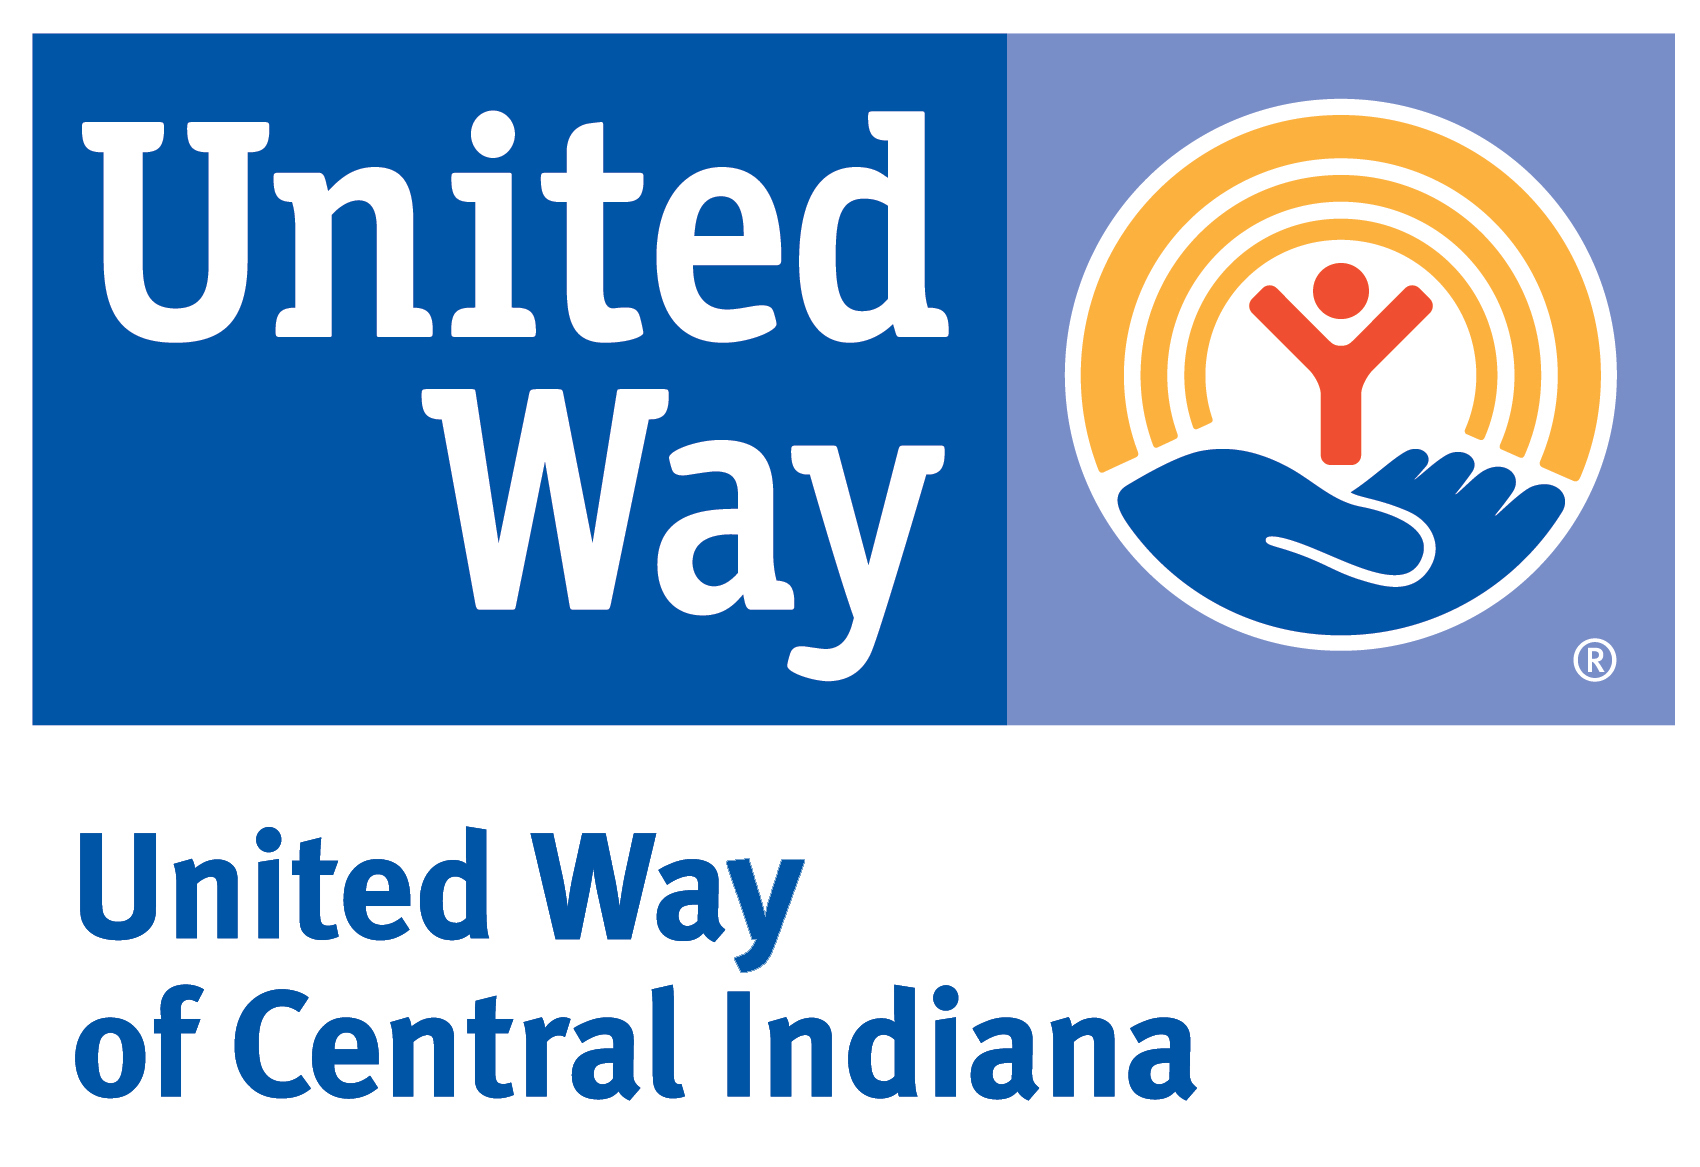 United
Way
®
United Way
of Central Indiana